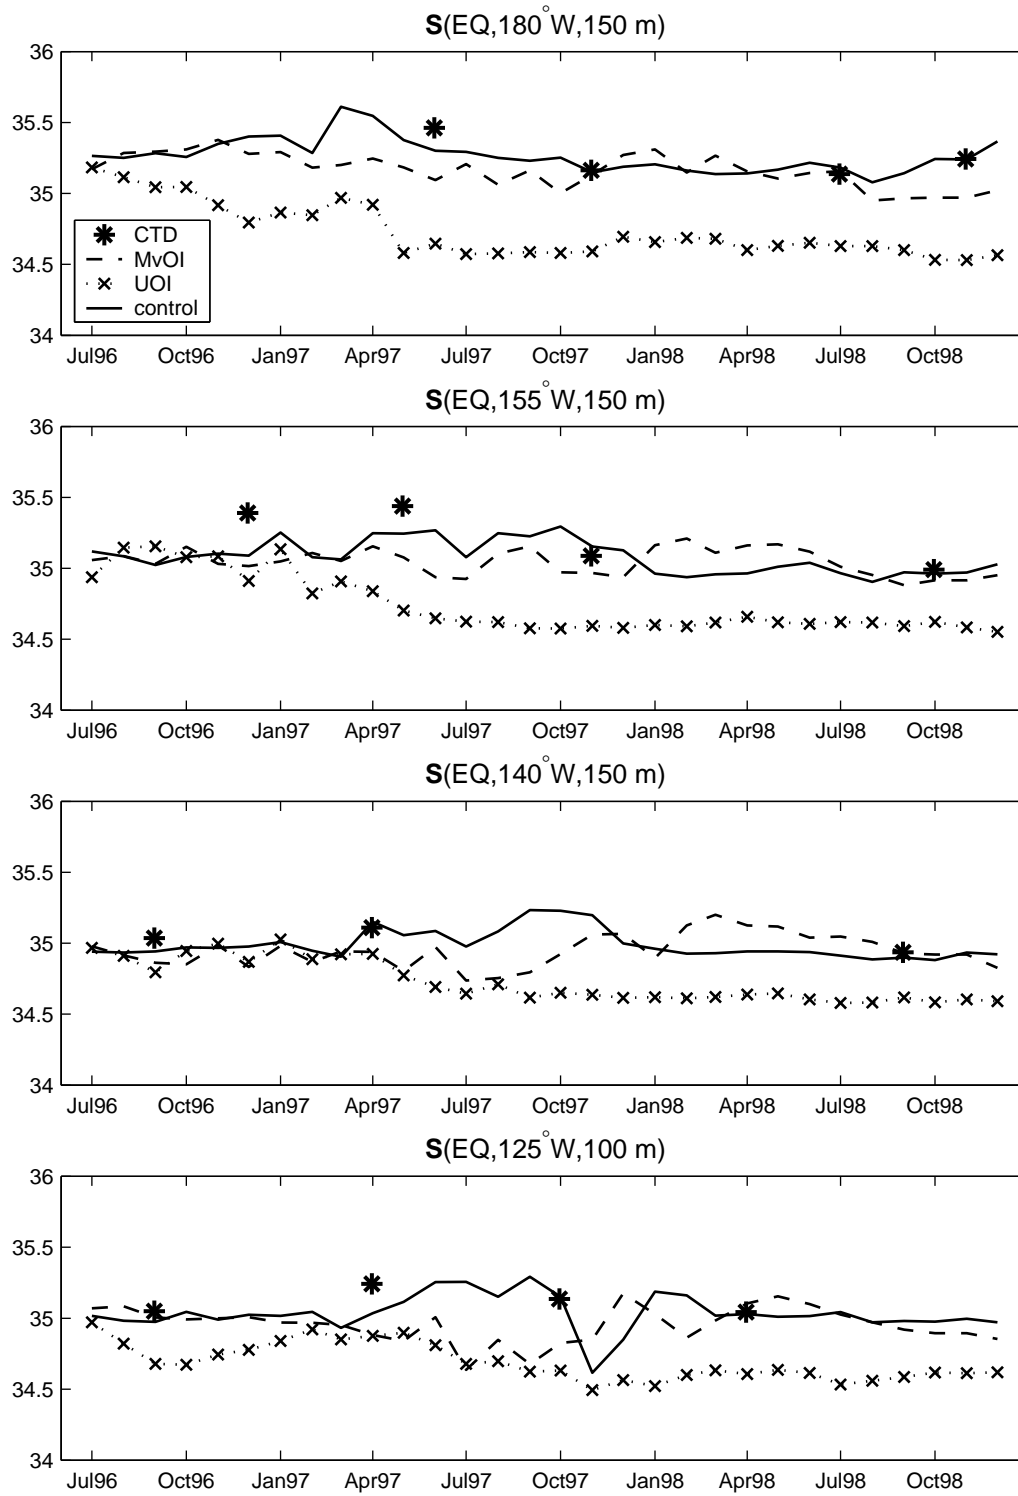 S(EQ,180°W,150 m)
36
35.5
35
34.5
34
CTD
MvOI
UOI
control
Jul96 Oct96 Jan97 Apr97 Jul97 Oct97 Jan98 Apr98 Jul98 Oct98
S(EQ,155°W,150 m)
36
35.5
35
34.5
34
Jul96 Oct96 Jan97 Apr97 Jul97 Oct97 Jan98 Apr98 Jul98 Oct98
S(EQ,140°W,150 m)
36
35.5
35
34.5
34
Jul96 Oct96 Jan97 Apr97 Jul97 Oct97 Jan98 Apr98 Jul98 Oct98
S(EQ,125°W,100 m)
36
35.5
35
34.5
34
Jul96 Oct96 Jan97 Apr97 Jul97 Oct97 Jan98 Apr98 Jul98 Oct98